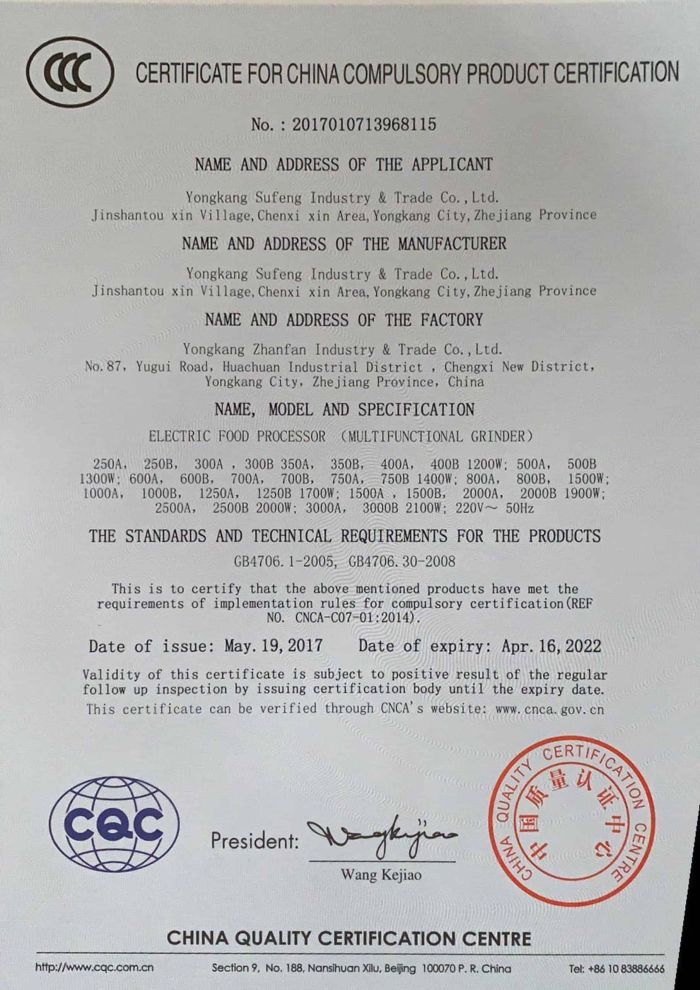 CCC CERTIFICATE FOR CHINA COMPULSORY PRODUCT CERTIFICATION
No. : 2017010713968115
NAME AND ADDRESS OF THE APPLICANT
Yongkang Sufeng Industry & Trade Co.,Ltd.
Jinshantou xin Village,Chenxi xin Area,Yongkang City,Zhejiang Province
NAME AND ADDRESS OF THE MANUFACTURER
Yongkang Sufeng Industry & Trade Co.,Ltd.
Jinshantou xin Village,Chenxi xin Area,Yongkang City,Zhejiang Province
NAME AND ADDRESS OF THE FACTORY
Yongkang Zhanfan Industry & Trade Co.,Ltd.
No.87, Yugui Road, Huachuan Industrial District , Chengxi New District,
Yongkang City, Zhejiang Province, China
NAME, MODEL AND SPECIFICATION
ELECTRIC FOOD PROCESSOR (MULTIFUNCTIONAL GRINDER)
250A, 250B, 300A , 300B 350A, 350B, 400A, 400B 1200W; 500A, 500B
1300W; 600A, 600B, 700A, 700B, 750A, 750B 1400W; 800A, 800B, 1500W;
1000A, 1000B, 1250A, 1250B 1700W; 1500A , 1500B, 2000A, 2000B 1900W;
2500A, 2500B 2000W; 3000A, 3000B 2100W; 220V～ 50Hz
THE STANDARDS AND TECHNICAL REQUIREMENTS FOR THE PRODUCTS
GB4706.1-2005, GB4706.30-2008
This is to certify that the above mentioned products have met the
requirements of implementation rules for compulsory certification(REF
NO. CNCA-C07-01:2014).
Date of issue: May. 19, 2017 Date of expiry: Apr. 16, 2022
Validity of this certificate is subject to positive result of the regular
follow up inspection by issuing certification body until the expiry date.
This certificate can be verified through CNCA's website: www.cnca.gov.cn
CQC
President: Wangkejiao
Wang Kejiao
CHINA QUALITY CERTIFICATION CENTRE
中国质量认证中心
CHINA QUALITY CERTIFICATION CENTRE
http://www.cqc.com.cn Section 9, No. 188, Nansihuan Xilu, Beijing 100070 P. R. China Tel: +86 10 83886666